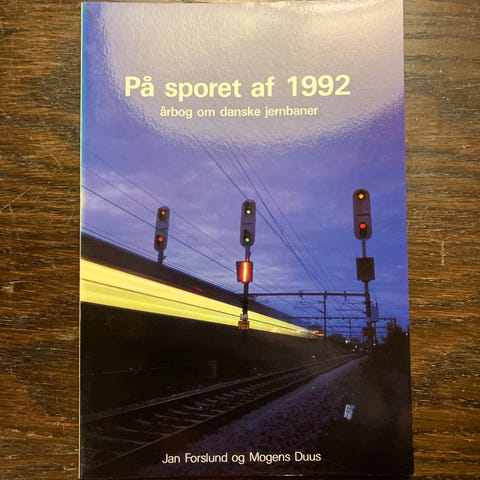 På sporet af 1992
årbog om danske jernbaner
Jan Forslund og Mogens Duus